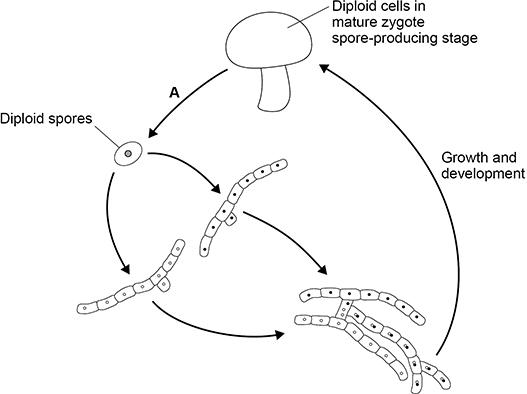 Diploid cells in
mature zygote
spore-producing stage
A
Diploid spores
Growth and
development